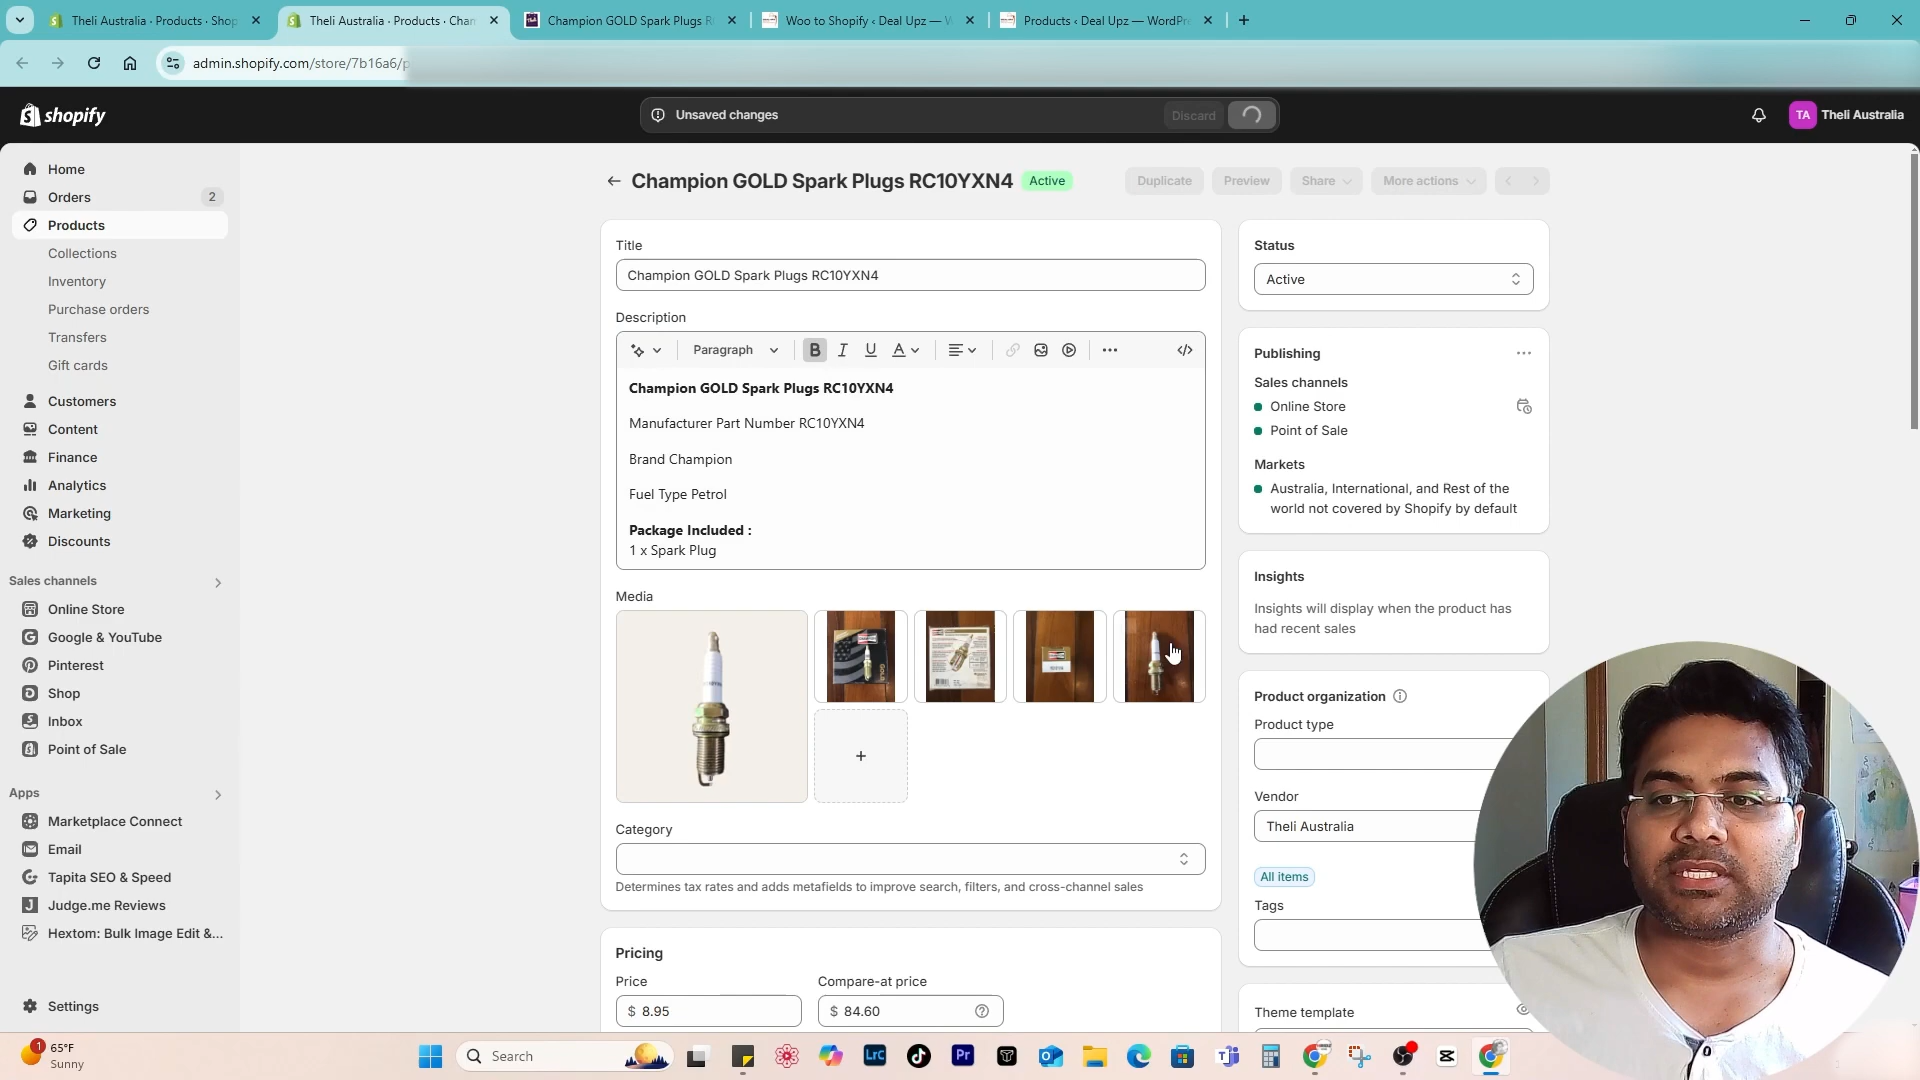 Theli Australia · Products · Shop
Theli Australia · Products · Chan
Champion GOLD Spark Plugs R
Woo to Shopify ‹ Deal Upz — W
Products ‹ Deal Upz — WordPre
admin.shopify.com/store/7b16a6/p
shopify
Unsaved changes
Discard
TA
Theli Australia
Home
Orders
2
Products
Collections
Inventory
Purchase orders
Transfers
Gift cards
Customers
Content
Finance
Analytics
Marketing
Discounts
Sales channels
Online Store
Google & YouTube
Pinterest
Shop
Inbox
Point of Sale
Apps
Marketplace Connect
Email
Tapita SEO & Speed
Judge.me Reviews
Hextom: Bulk Image Edit &...
Settings
Champion GOLD Spark Plugs RC10YXN4
Active
Duplicate
Preview
Share
More actions
Title
Champion GOLD Spark Plugs RC10YXN4
Description
Paragraph
B
I
U
A
Champion GOLD Spark Plugs RC10YXN4
Manufacturer Part Number RC10YXN4
Brand Champion
Fuel Type Petrol
Package Included :
1 x Spark Plug
Media
Category
Determines tax rates and adds metafields to improve search, filters, and cross-channel sales
Pricing
Price
Compare-at price
$ 8.95
$ 84.60
Status
Active
Publishing
Sales channels
Online Store
Point of Sale
Markets
Australia, International, and Rest of the
world not covered by Shopify by default
Insights
Insights will display when the product has
had recent sales
Product organization
Product type
Vendor
Theli Australia
All items
Tags
Theme template
1
65°F
Sunny
Search
LrC
Pr